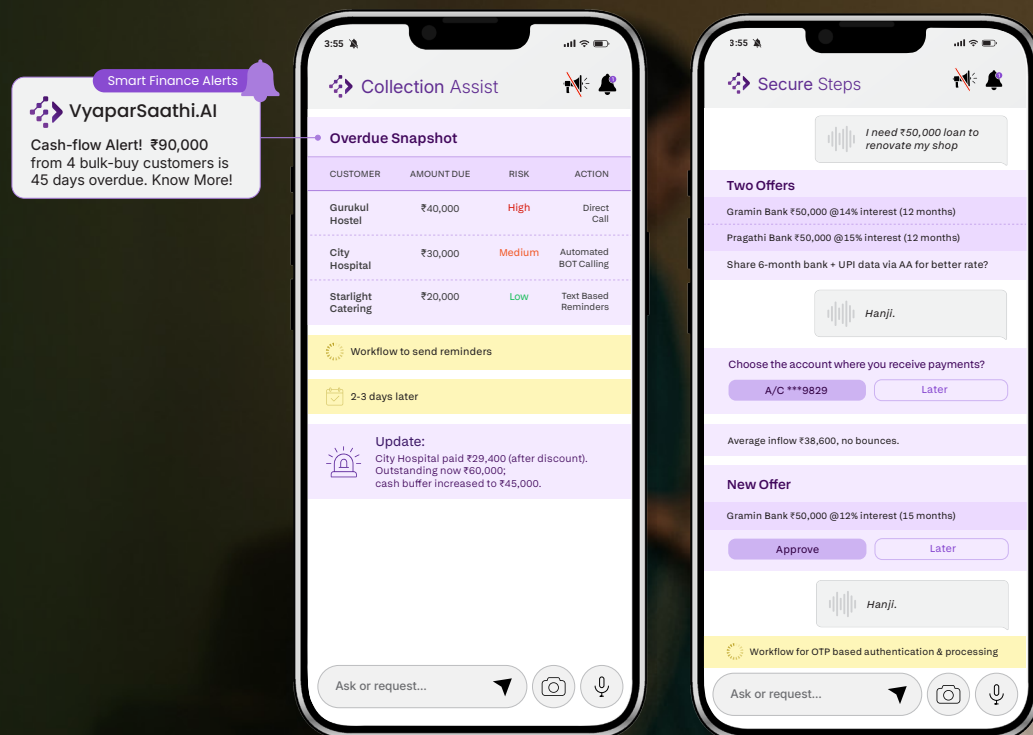 Smart Finance Alerts
VyaparSaathi.AI
Cash-flow Alert! ₹90,000
from 4 bulk-buy customers is
45 days overdue. Know More!
3:55
Collection Assist
Overdue Snapshot
CUSTOMER AMOUNT DUE RISK ACTION
Gurukul Hostel ₹40,000 High Direct Call
City Hospital ₹30,000 Medium Automated BOT Calling
Starlight Catering ₹20,000 Low Text Based Reminders
Workflow to send reminders
2-3 days later
Update:
City Hospital paid ₹29,400 (after discount).
Outstanding now ₹60,000;
cash buffer increased to ₹45,000.
Ask or request...
3:55
Secure Steps
I need ₹50,000 loan to
renovate my shop
Two Offers
Gramin Bank ₹50,000 @14% interest (12 months)
Pragathi Bank ₹50,000 @15% interest (12 months)
Share 6-month bank + UPI data via AA for better rate?
Hanji.
Choose the account where you receive payments?
A/C ***9829 Later
Average inflow ₹38,600, no bounces.
New Offer
Gramin Bank ₹50,000 @12% interest (15 months)
Approve Later
Hanji.
Workflow for OTP based authentication & processing
Ask or request...